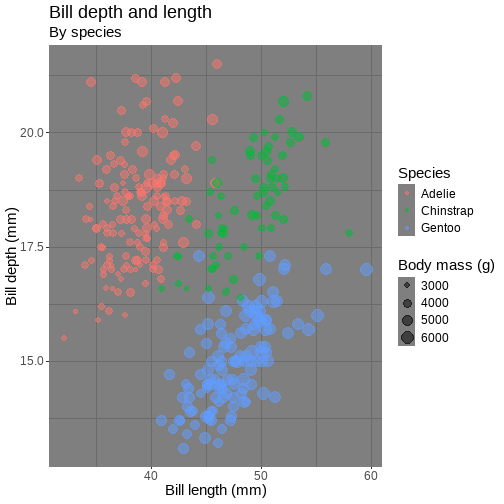 Bill depth and length
By species
20.0
17.5
15.0
Bill depth (mm)
40
50
60
Bill length (mm)
Species
Adelie
Chinstrap
Gentoo
Body mass (g)
3000
4000
5000
6000